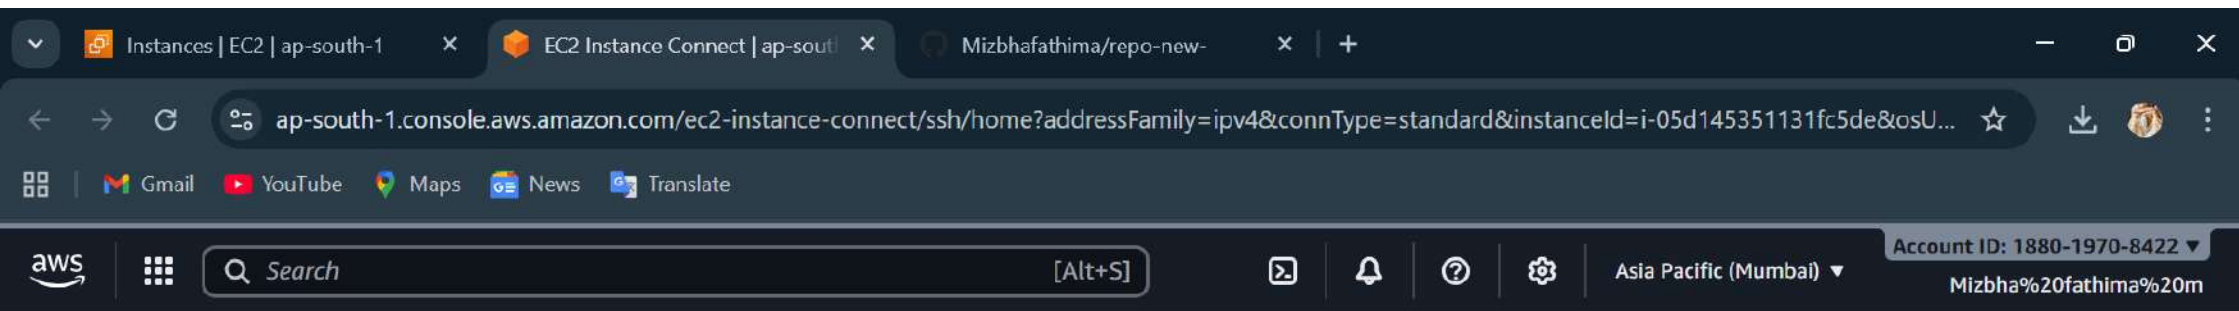 Instances | EC2 | ap-south-1
EC2 Instance Connect | ap-sout
Mizbhafathima/repo-new-
ap-south-1.console.aws.amazon.com/ec2-instance-connect/ssh/home?addressFamily=ipv4&connType=standard&instanceId=i-05d145351131fc5de&osU...
Gmail YouTube Maps News Translate
aws Search [Alt+S] Asia Pacific (Mumbai) ▼ Account ID: 1880-1970-8422 ▼
Mizbha%20fathima%20m